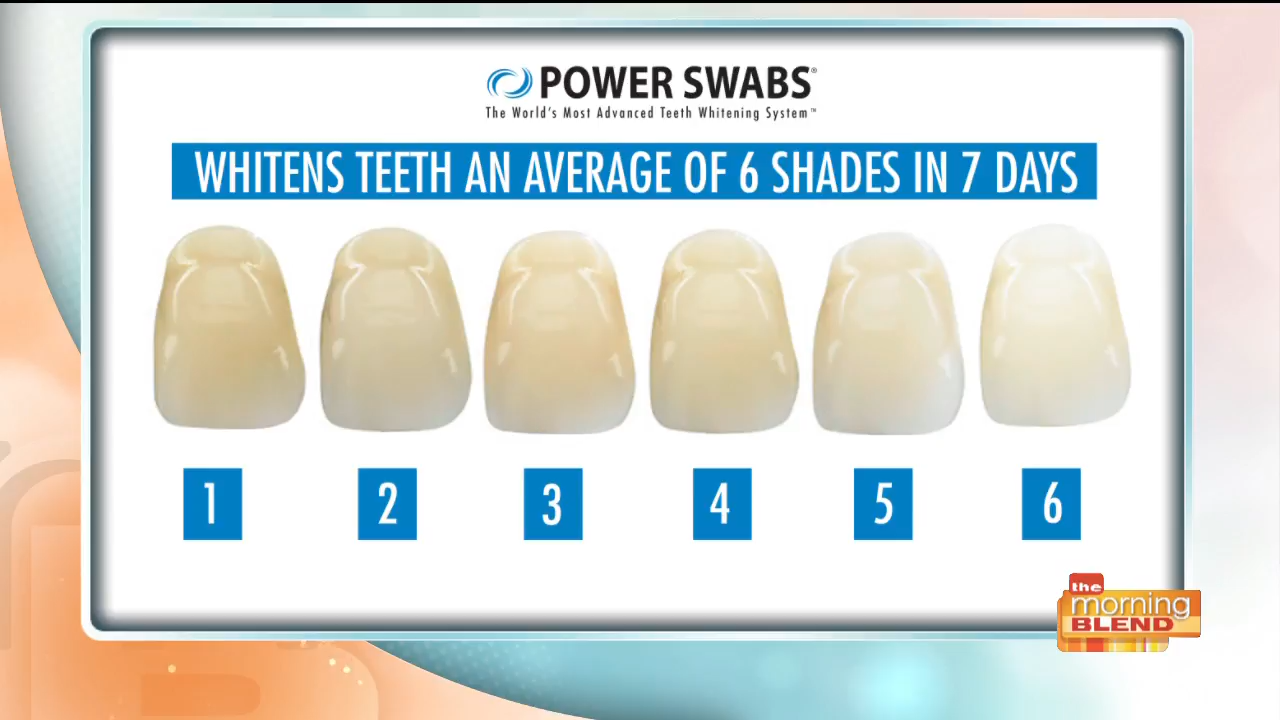 POWER SWABS®
The World's Most Advanced Teeth Whitening System™
WHITENS TEETH AN AVERAGE OF 6 SHADES IN 7 DAYS
1 2 3 4 5 6
the
morning
BLEND